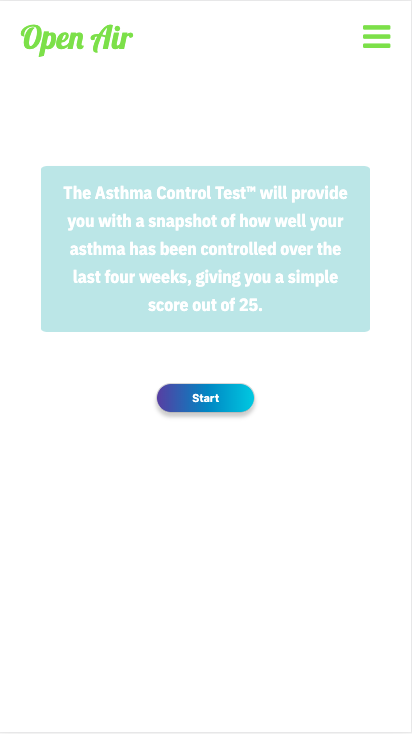 Open Air
The Asthma Control Test™ will provide
you with a snapshot of how well your
asthma has been controlled over the
last four weeks, giving you a simple
score out of 25.
Start